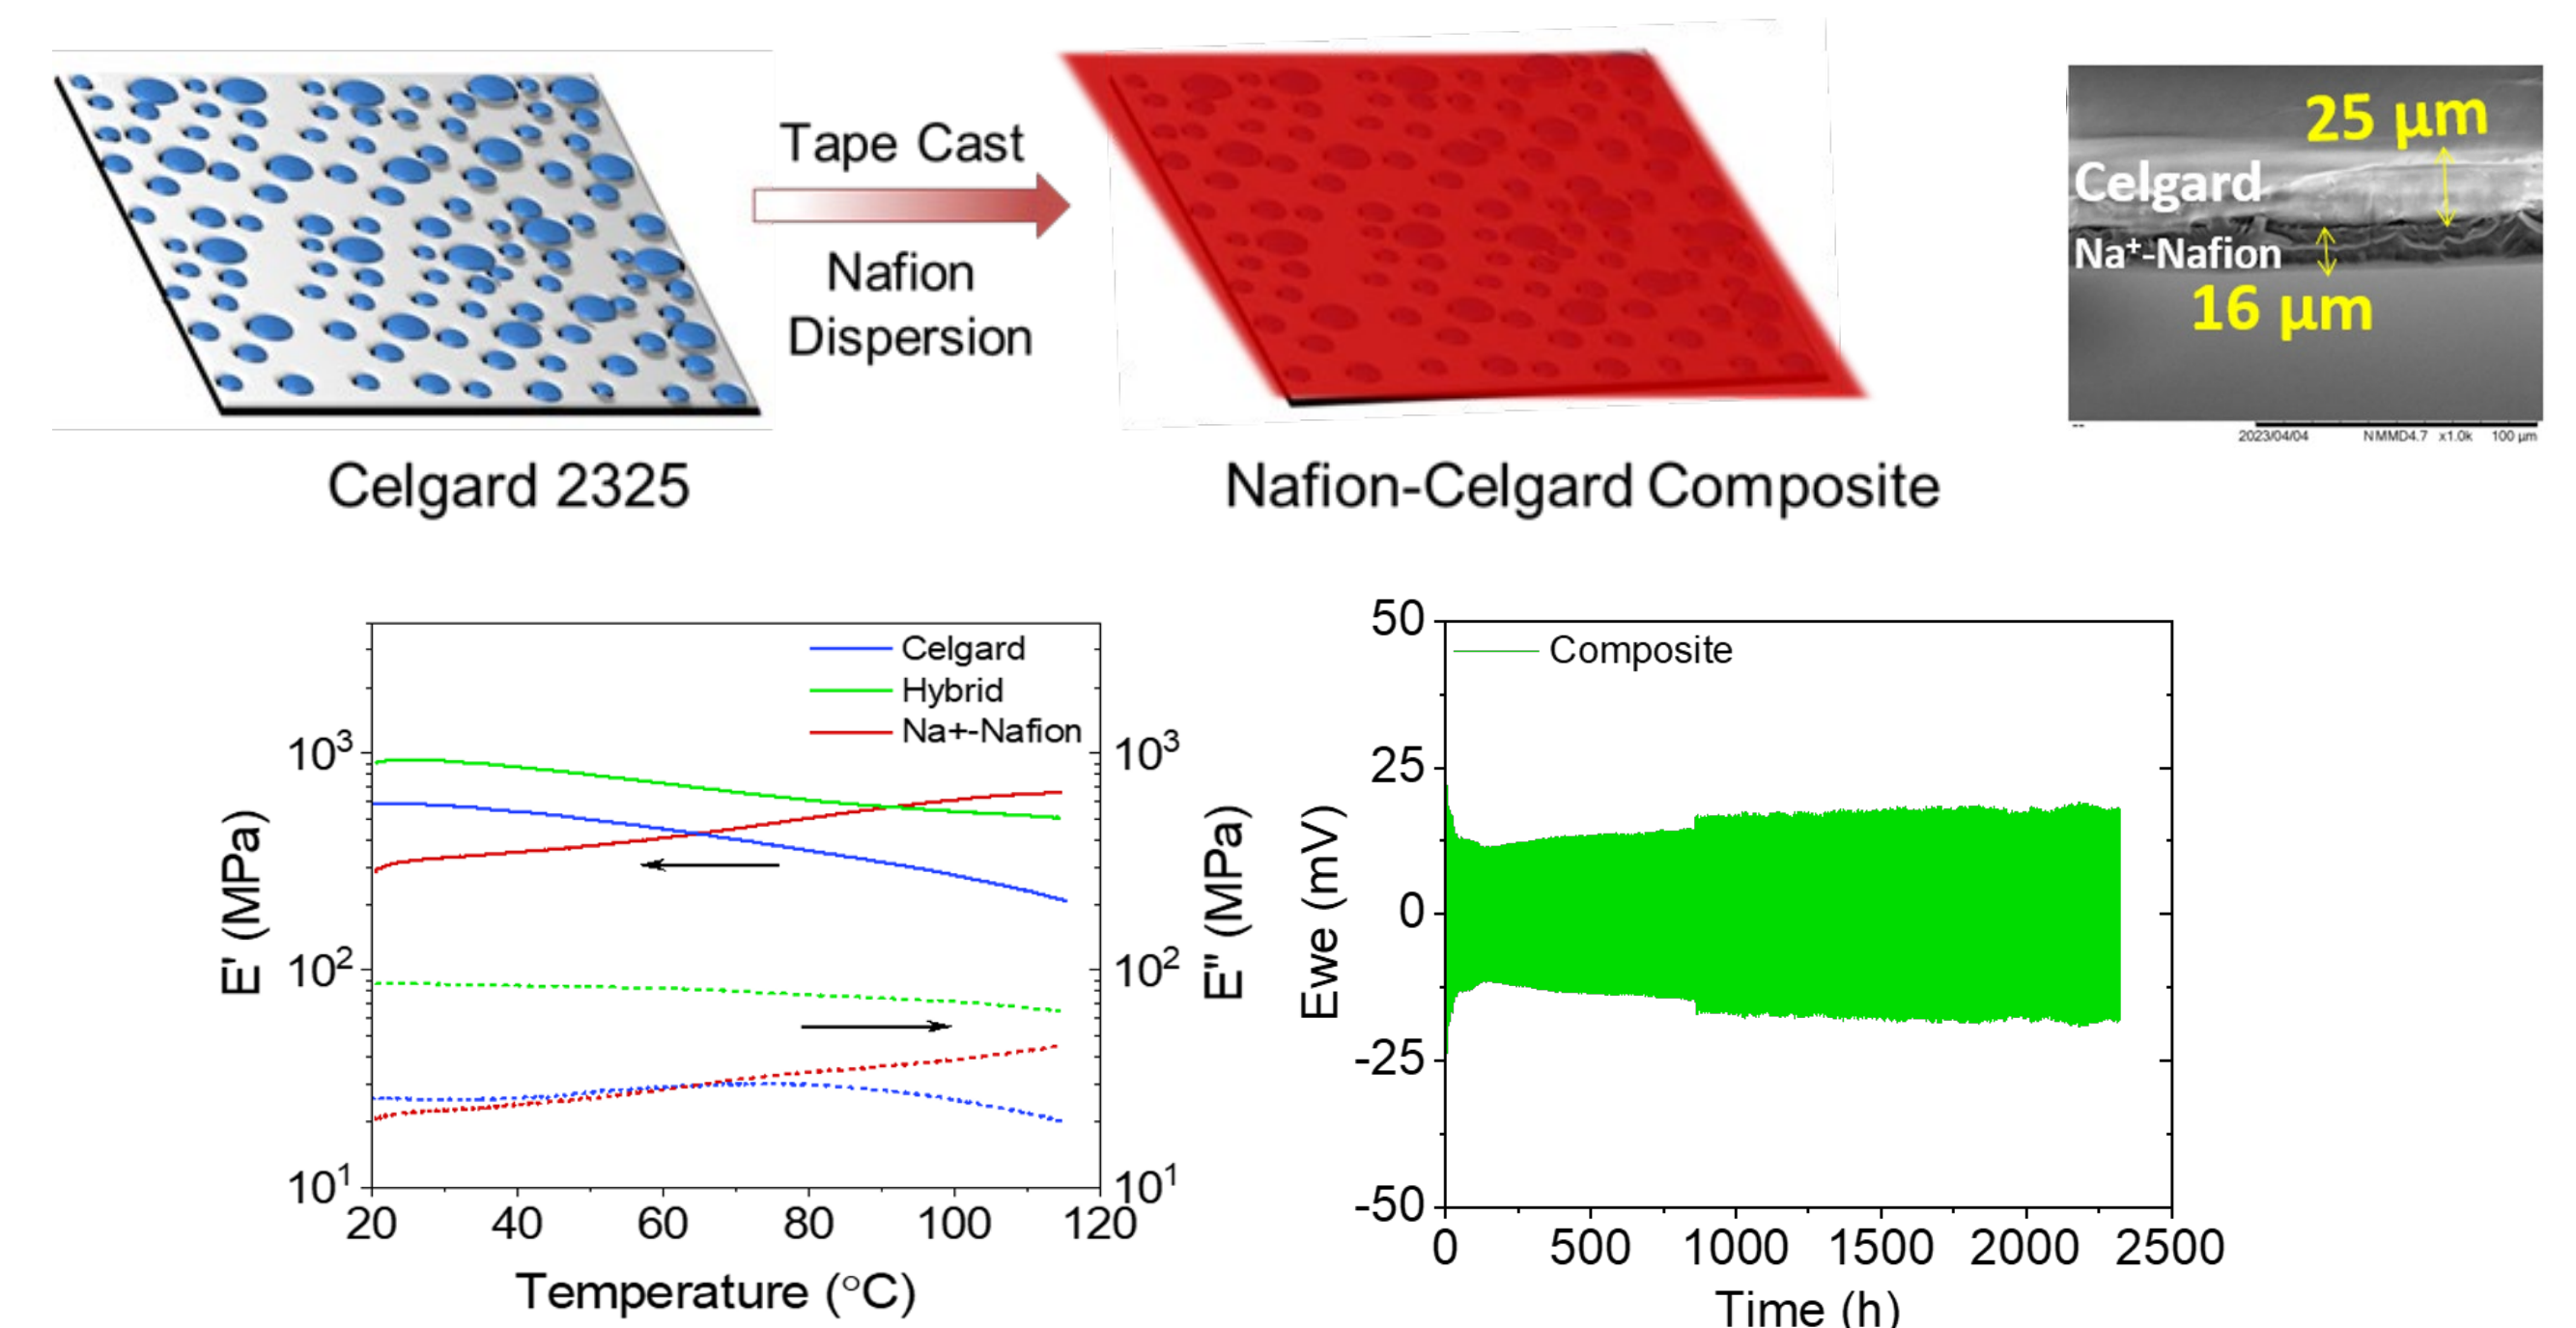 Tape Cast
Nafion
Dispersion
Celgard 2325
Nafion-Celgard Composite
25 µm
Celgard
Na⁺-Nafion
16 µm
--
2023/04/04 NMMD4.7 x1.0k 100 µm
Celgard
Hybrid
Na+-Nafion
10³
10²
10¹
10³
10²
10¹
E' (MPa)
E" (MPa)
20 40 60 80 100 120
Temperature (°C)
Composite
50
25
0
-25
-50
Ewe (mV)
0 500 1000 1500 2000 2500
Time (h)